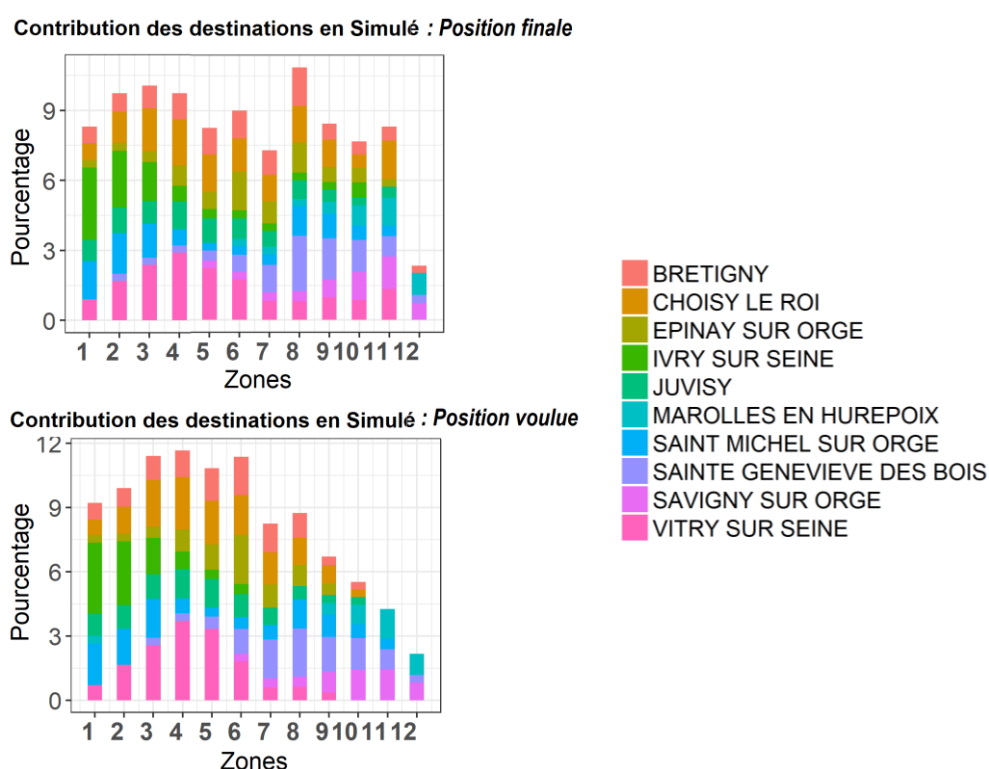 Contribution des destinations en Simulé : Position finale
Pourcentage
9
6
3
0
1 2 3 4 5 6 7 8 9 10 11 12
Zones
Contribution des destinations en Simulé : Position voulue
Pourcentage
12
9
6
3
0
1 2 3 4 5 6 7 8 9 10 11 12
Zones
BRETIGNY
CHOISY LE ROI
EPINAY SUR ORGE
IVRY SUR SEINE
JUVISY
MAROLLES EN HUREPOIX
SAINT MICHEL SUR ORGE
SAINTE GENEVIEVE DES BOIS
SAVIGNY SUR ORGE
VITRY SUR SEINE